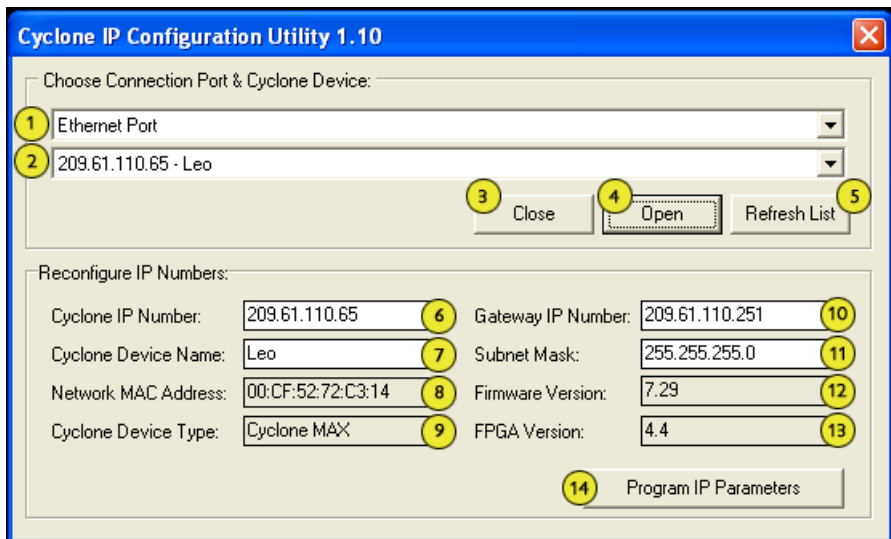 Cyclone IP Configuration Utility 1.10
Choose Connection Port & Cyclone Device:
1 Ethernet Port
2 209.61.110.65 - Leo
3 Close 4 Open Refresh List 5
Reconfigure IP Numbers:
Cyclone IP Number: 209.61.110.65 6 Gateway IP Number: 209.61.110.251 10
Cyclone Device Name: Leo 7 Subnet Mask: 255.255.255.0 11
Network MAC Address: 00:CF:52:72:C3:14 8 Firmware Version: 7.29 12
Cyclone Device Type: Cyclone MAX 9 FPGA Version: 4.4 13
14 Program IP Parameters